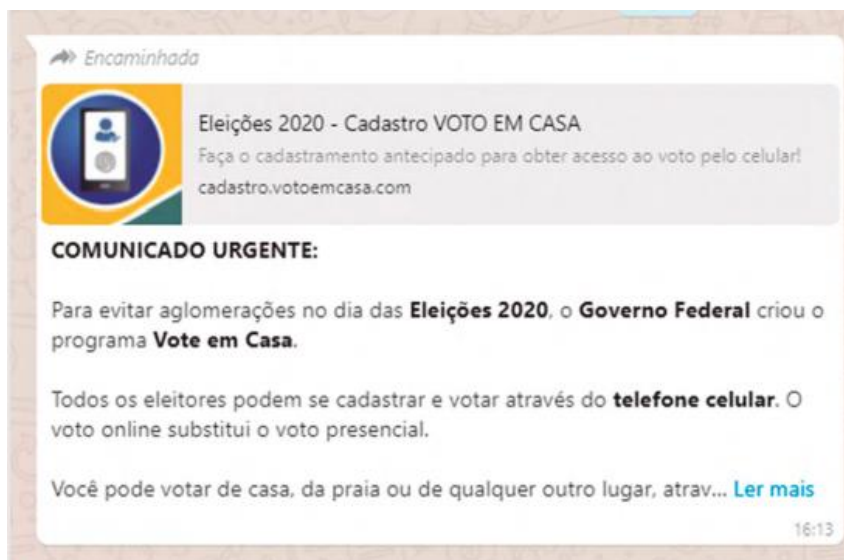 Encaminhada
Eleições 2020 - Cadastro VOTO EM CASA
Faça o cadastramento antecipado para obter acesso ao voto pelo celular!
cadastro.votoemcasa.com
COMUNICADO URGENTE:
Para evitar aglomerações no dia das Eleições 2020, o Governo Federal criou o
programa Vote em Casa.
Todos os eleitores podem se cadastrar e votar através do telefone celular. O
voto online substitui o voto presencial.
Você pode votar de casa, da praia ou de qualquer outro lugar, atrav... Ler mais
16:13